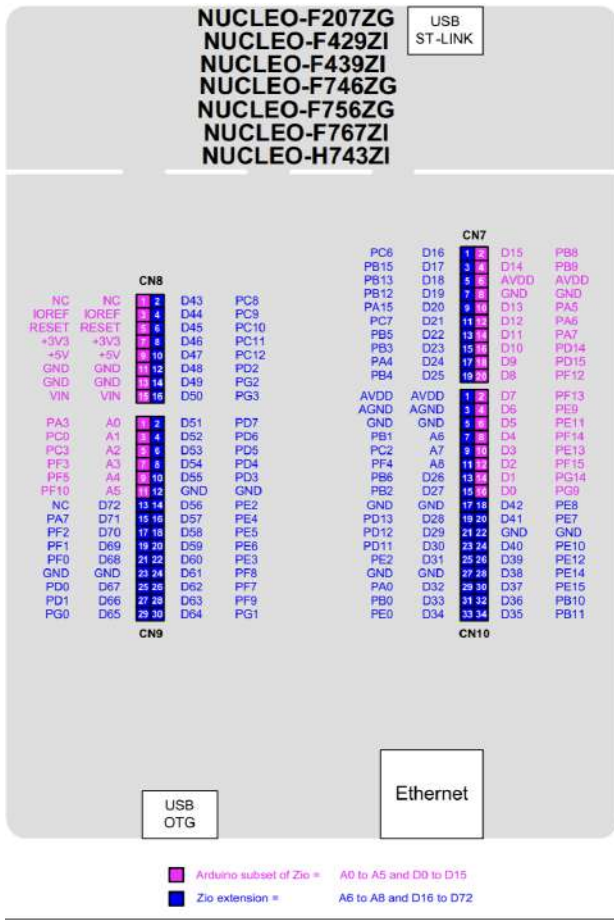 NUCLEO-F207ZG
NUCLEO-F429ZI
NUCLEO-F439ZI
NUCLEO-F746ZG
NUCLEO-F756ZG
NUCLEO-F767ZI
NUCLEO-H743ZI
USB
ST-LINK
CN8
NC NC 1 2 D43 PC8
IOREF IOREF 3 4 D44 PC9
RESET RESET 5 6 D45 PC10
+3V3 +3V3 7 8 D46 PC11
+5V +5V 9 10 D47 PC12
GND GND 11 12 D48 PD2
GND GND 13 14 D49 PG2
VIN VIN 15 16 D50 PG3
PA3 A0 1 2 D51 PD7
PC0 A1 3 4 D52 PD6
PC3 A2 5 6 D53 PD5
PF3 A3 7 8 D54 PD4
PF5 A4 9 10 D55 PD3
PF10 A5 11 12 GND GND
NC D72 13 14 D56 PE2
PA7 D71 15 16 D57 PE4
PF2 D70 17 18 D58 PE5
PF1 D69 19 20 D59 PE6
PF0 D68 21 22 D60 PE3
GND GND 23 24 D61 PF8
PD0 D67 25 26 D62 PF7
PD1 D66 27 28 D63 PF9
PG0 D65 29 30 D64 PG1
CN9
CN7
PC6 D16 1 2 D15 PB8
PB15 D17 3 4 D14 PB9
PB13 D18 5 6 AVDD AVDD
PB12 D19 7 8 GND GND
PA15 D20 9 10 D13 PA5
PC7 D21 11 12 D12 PA6
PB5 D22 13 14 D11 PA7
PB3 D23 15 16 D10 PD14
PA4 D24 17 18 D9 PD15
PB4 D25 19 20 D8 PF12
AVDD AVDD 1 2 D7 PF13
AGND AGND 3 4 D6 PE9
GND GND 5 6 D5 PE11
PB1 A6 7 8 D4 PF14
PC2 A7 9 10 D3 PE13
PF4 A8 11 12 D2 PF15
PB6 D26 13 14 D1 PG14
PB2 D27 15 16 D0 PG9
GND GND 17 18 D42 PE8
PD13 D28 19 20 D41 PE7
PD12 D29 21 22 GND GND
PD11 D30 23 24 D40 PE10
PE2 D31 25 26 D39 PE12
GND GND 27 28 D38 PE14
PA0 D32 29 30 D37 PE15
PB0 D33 31 32 D36 PB10
PE0 D34 33 34 D35 PB11
CN10
USB
OTG
Ethernet
Arduino subset of Zio = A0 to A5 and D0 to D15
Zio extension = A6 to A8 and D16 to D72